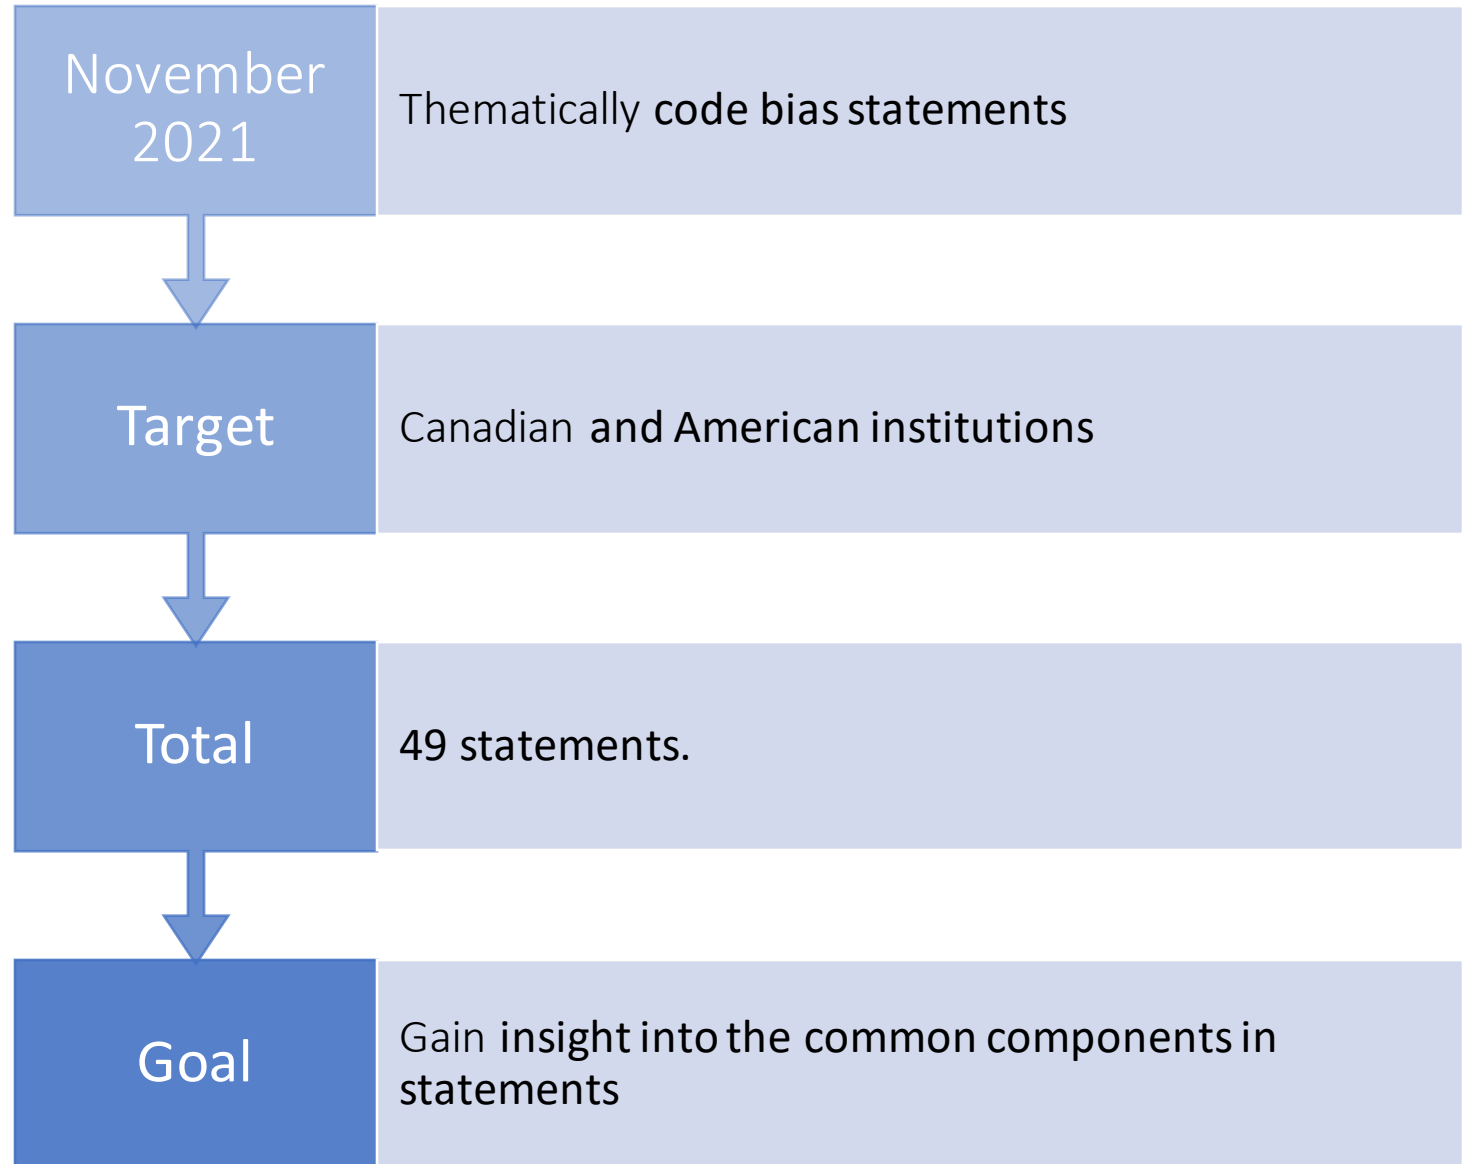 November
2021
Thematically code bias statements
Target
Canadian and American institutions
Total
49 statements.
Goal
Gain insight into the common components in
statements